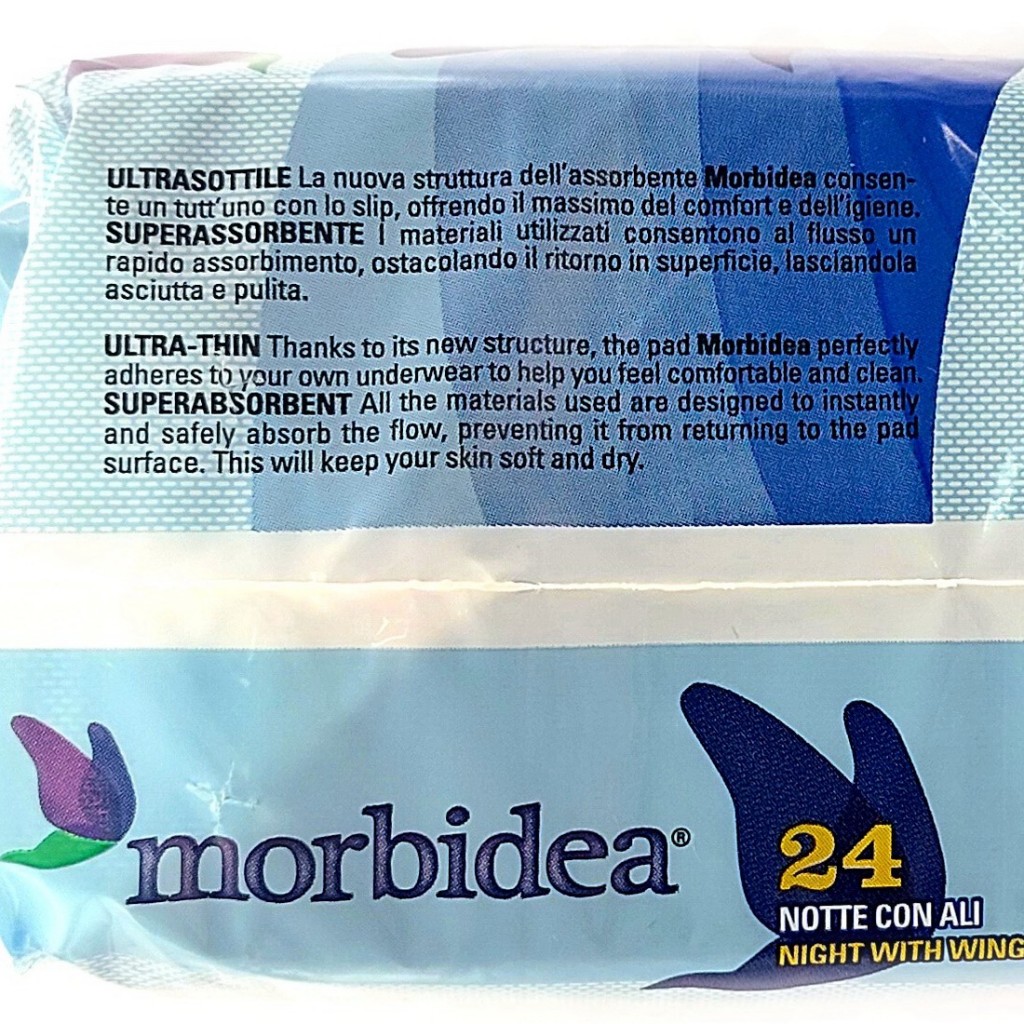 ULTRASOTTILE La nuova struttura dell'assorbente Morbidea consen-
te un tutt'uno con lo slip, offrendo il massimo del comfort e dell'igiene.
SUPERASSORBENTE I materiali utilizzati consentono al flusso un
rapido assorbimento, ostacolando il ritorno in superficie, lasciandola
asciutta e pulita.
ULTRA-THIN Thanks to its new structure, the pad Morbidea perfectly
adheres to your own underwear to help you feel comfortable and clean.
SUPERABSORBENT All the materials used are designed to instantly
and safely absorb the flow, preventing it from returning to the pad
surface. This will keep your skin soft and dry.
morbidea®
24
NOTTE CON ALI
NIGHT WITH WING